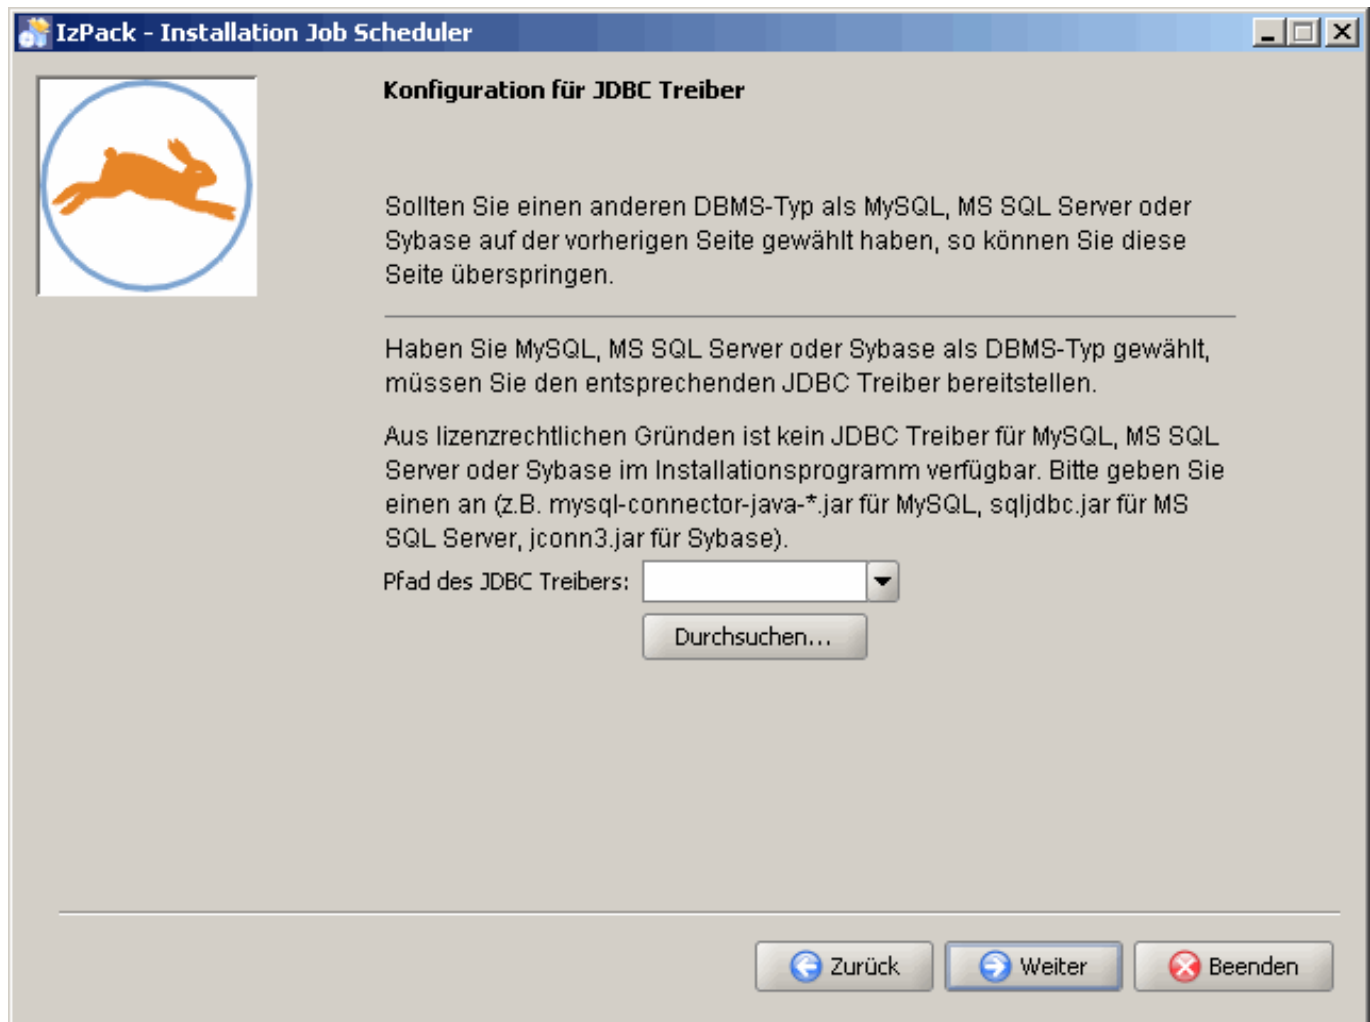 IzPack - Installation Job Scheduler
Konfiguration für JDBC Treiber
Sollten Sie einen anderen DBMS-Typ als MySQL, MS SQL Server oder
Sybase auf der vorherigen Seite gewählt haben, so können Sie diese
Seite überspringen.
Haben Sie MySQL, MS SQL Server oder Sybase als DBMS-Typ gewählt,
müssen Sie den entsprechenden JDBC Treiber bereitstellen.
Aus lizenzrechtlichen Gründen ist kein JDBC Treiber für MySQL, MS SQL
Server oder Sybase im Installationsprogramm verfügbar. Bitte geben Sie
einen an (z.B. mysql-connector-java-*.jar für MySQL, sqljdbc.jar für MS
SQL Server, jconn3.jar für Sybase).
Pfad des JDBC Treibers:
Durchsuchen...
Zurück
Weiter
Beenden